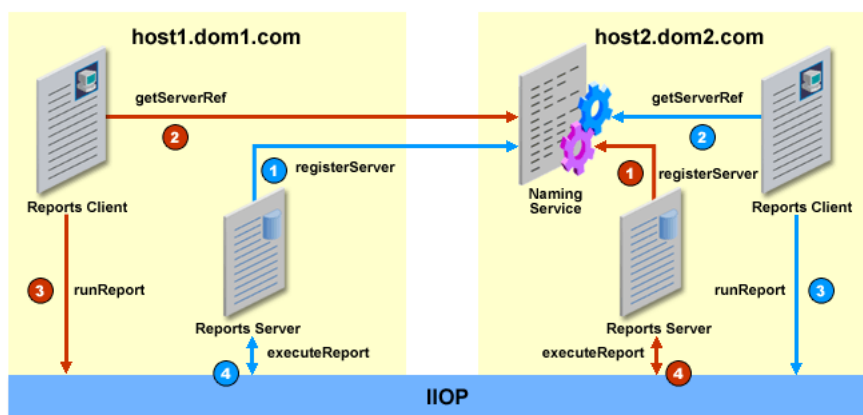 host1.dom1.com
host2.dom2.com
getServerRef
getServerRef
2
2
1
registerServer
1
registerServer
Naming
Service
Reports Client
Reports Client
3
runReport
runReport
3
Reports Server
Reports Server
4
executeReport
executeReport
4
IIOP